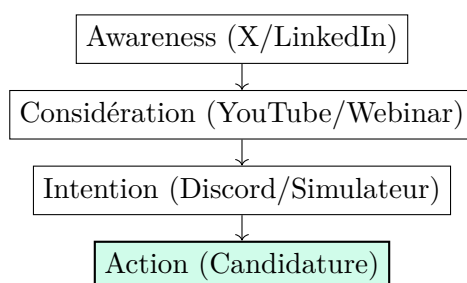 Awareness (X/LinkedIn)
Considération (YouTube/Webinar)
Intention (Discord/Simulateur)
Action (Candidature)